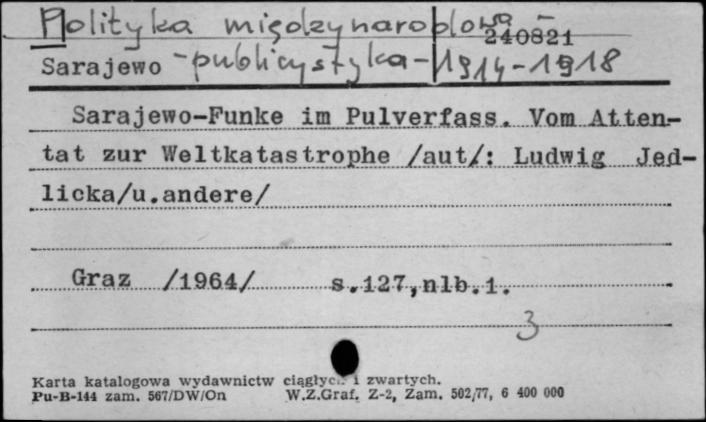 Polityka międzynarodowa –
240821
Sarajewo – publicystyka – 1914–1918
Sarajewo-Funke im Pulverfass. Vom Atten-
tat zur Weltkatastrophe /aut/: Ludwig Jed-
licka/u.andere/
Graz /1964/ s.127,nlb.1.
3
Karta katalogowa wydawnictw ciągłych i zwartych.
Pu-B-144 zam. 567/DW/On W.Z.Graf. Z-2, Zam. 502/77, 6 400 000